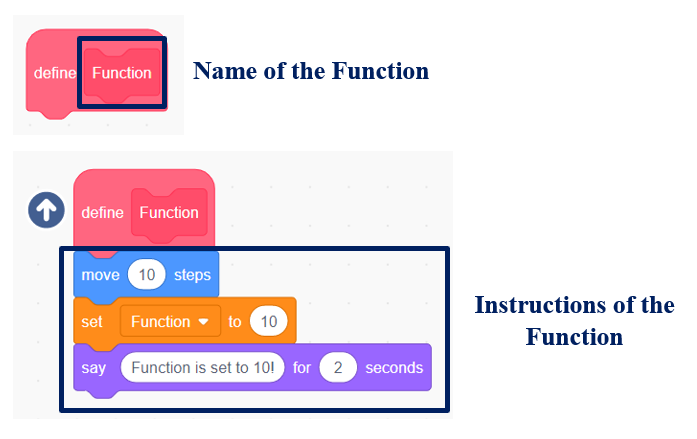 define Function
Name of the Function
define Function
move 10 steps
set Function to 10
say Function is set to 10! for 2 seconds
Instructions of the
Function